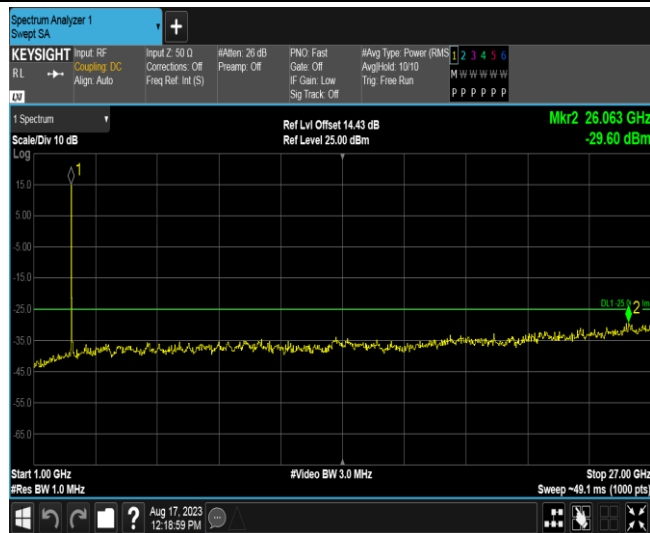 Spectrum Analyzer 1
Swept SA
+
KEYSIGHT
RL
Input: RF
Coupling: DC
Align: Auto
Input Z: 50 Ω
Corrections: Off
Freq Ref: Int (S)
#Atten: 26 dB
Preamp: Off
PNO: Fast
Gate: Off
IF Gain: Low
Sig Track: Off
#Avg Type: Power (RMS
Avg|Hold: 10/10
Trig: Free Run
1 2 3 4 5 6
M W W W W W
P P P P P P
LXI
1 Spectrum
Scale/Div 10 dB
Ref Lvl Offset 14.43 dB
Ref Level 25.00 dBm
Mkr2 26.063 GHz
-29.60 dBm
Log
1
15.0
5.00
-5.00
-15.0
DL1 -25.0
2
-25.0
-35.0
-45.0
-55.0
-65.0
Start 1.00 GHz
#Video BW 3.0 MHz
Stop 27.00 GHz
#Res BW 1.0 MHz
Sweep ~49.1 ms (1000 pts)
?
Aug 17, 2023
12:18:59 PM